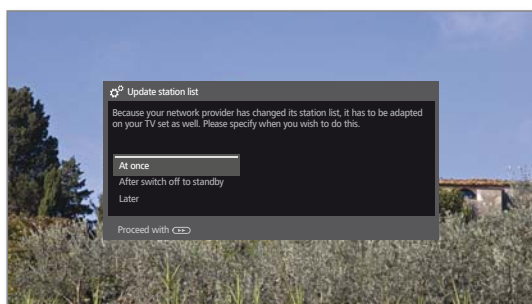 Update station list
Because your network provider has changed its station list, it has to be adapted
on your TV set as well. Please specify when you wish to do this.
At once
After switch off to standby
Later
Proceed with